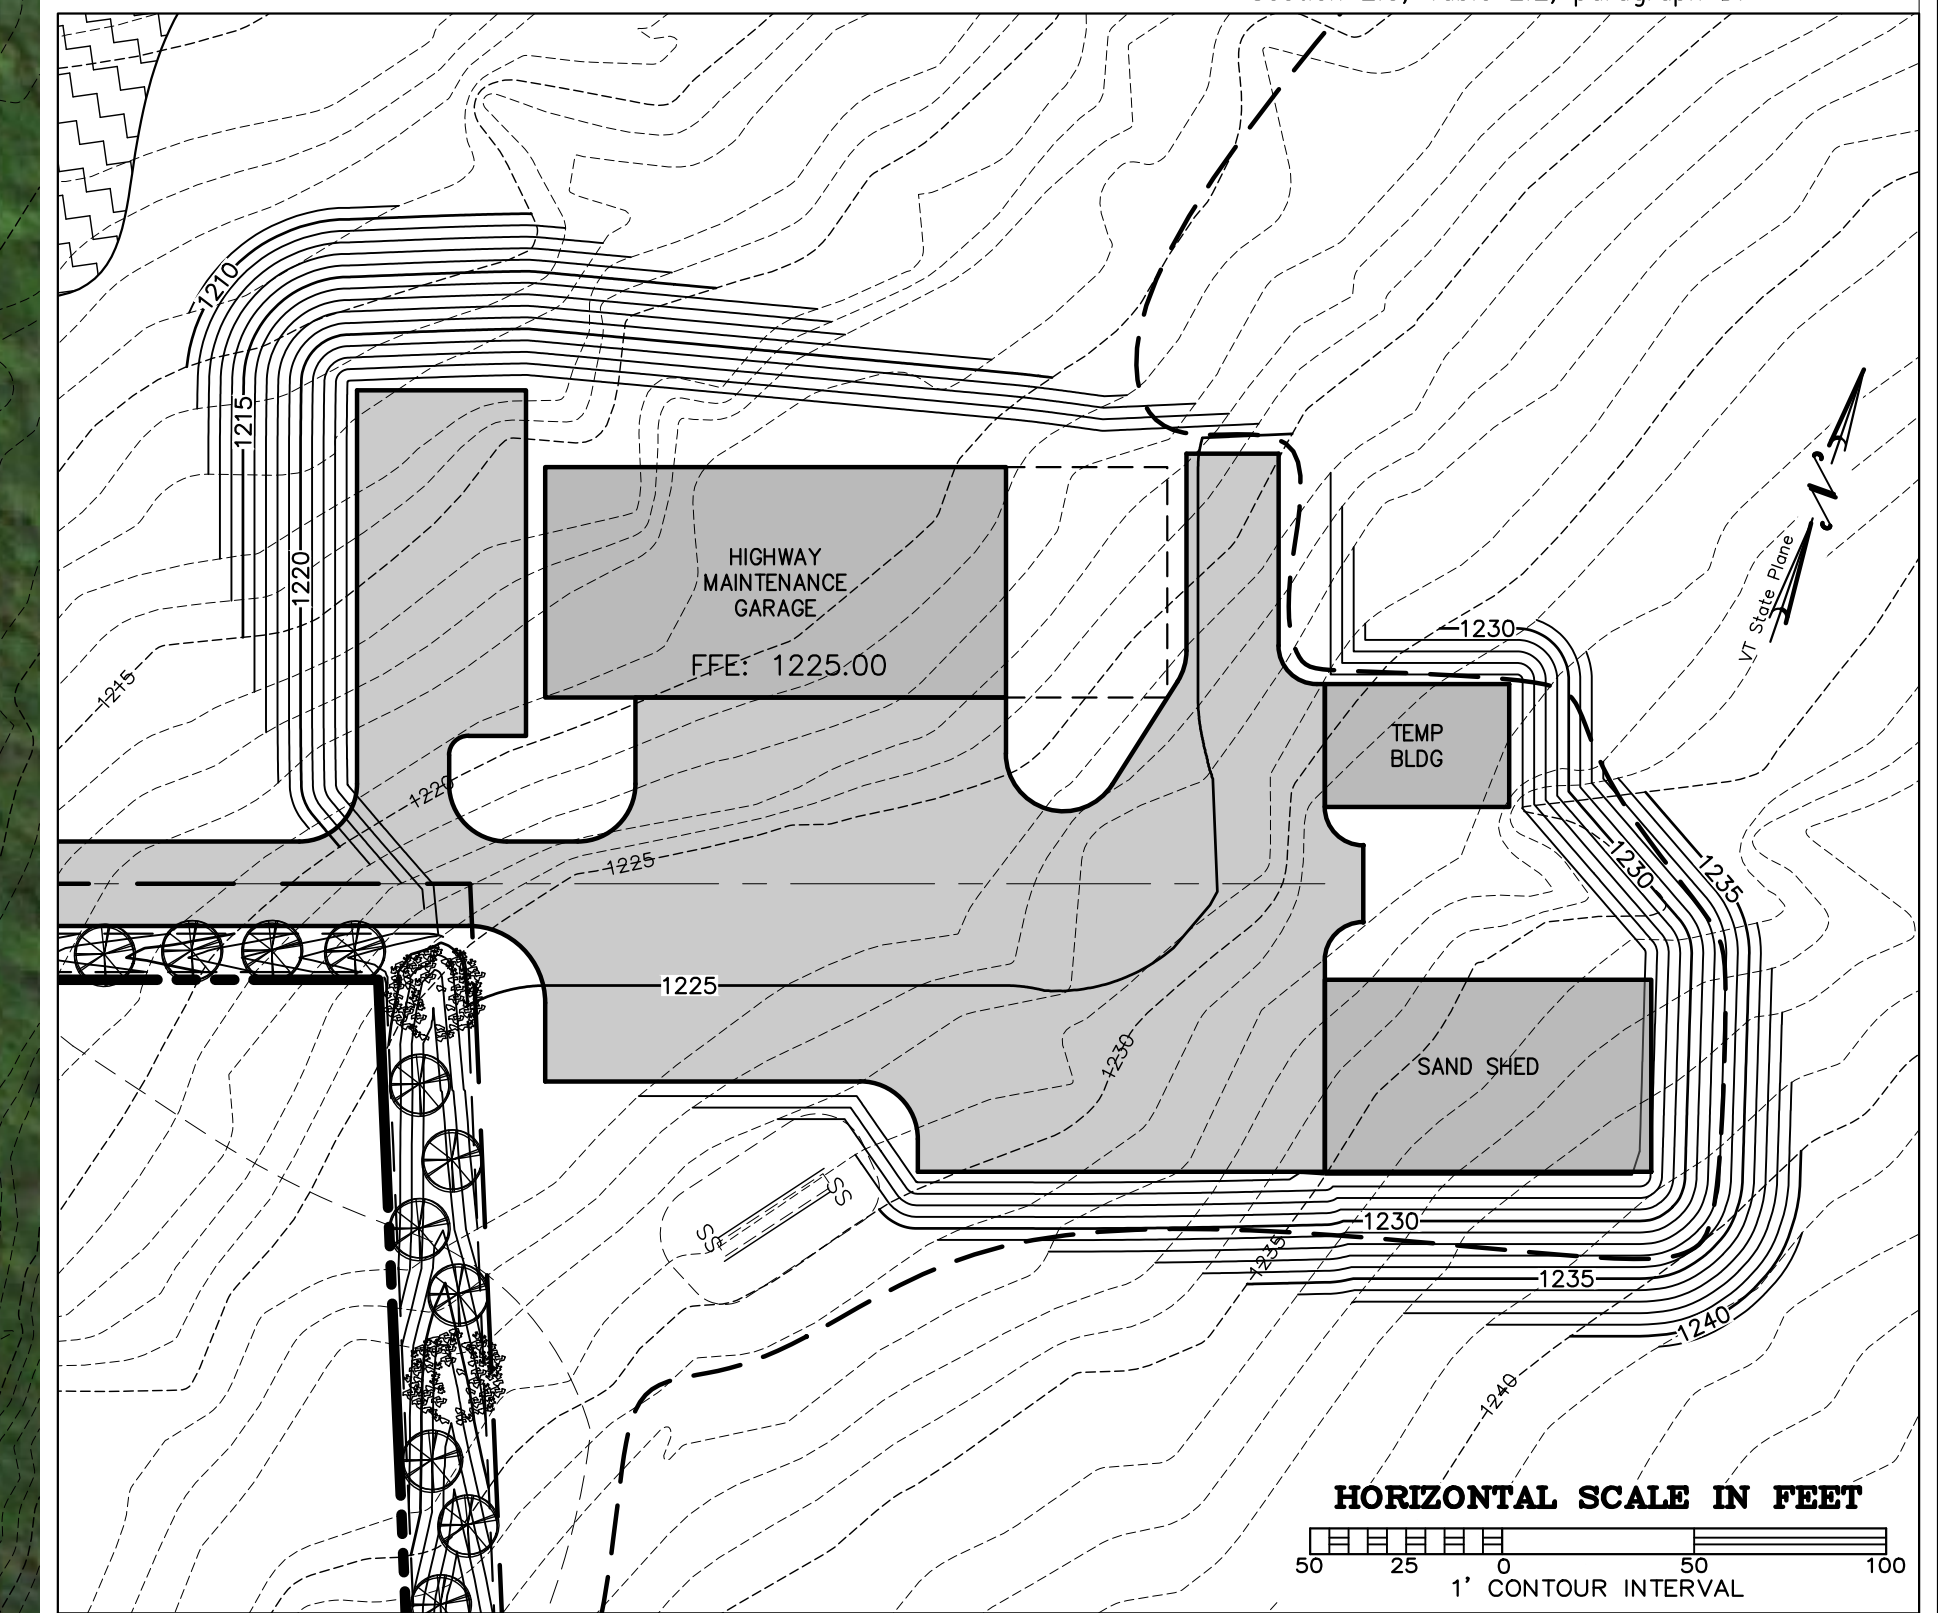 1210
1215
1220
HIGHWAY
MAINTENANCE
GARAGE
FFE: 1225.00
1230
VT State Plane
N
1215
TEMP
BLDG
1220
1225
1230
1235
1225
1230
SAND SHED
SS
SS
1230
1235
1235
1240
1240
HORIZONTAL SCALE IN FEET
50 25 0 50 100
1' CONTOUR INTERVAL